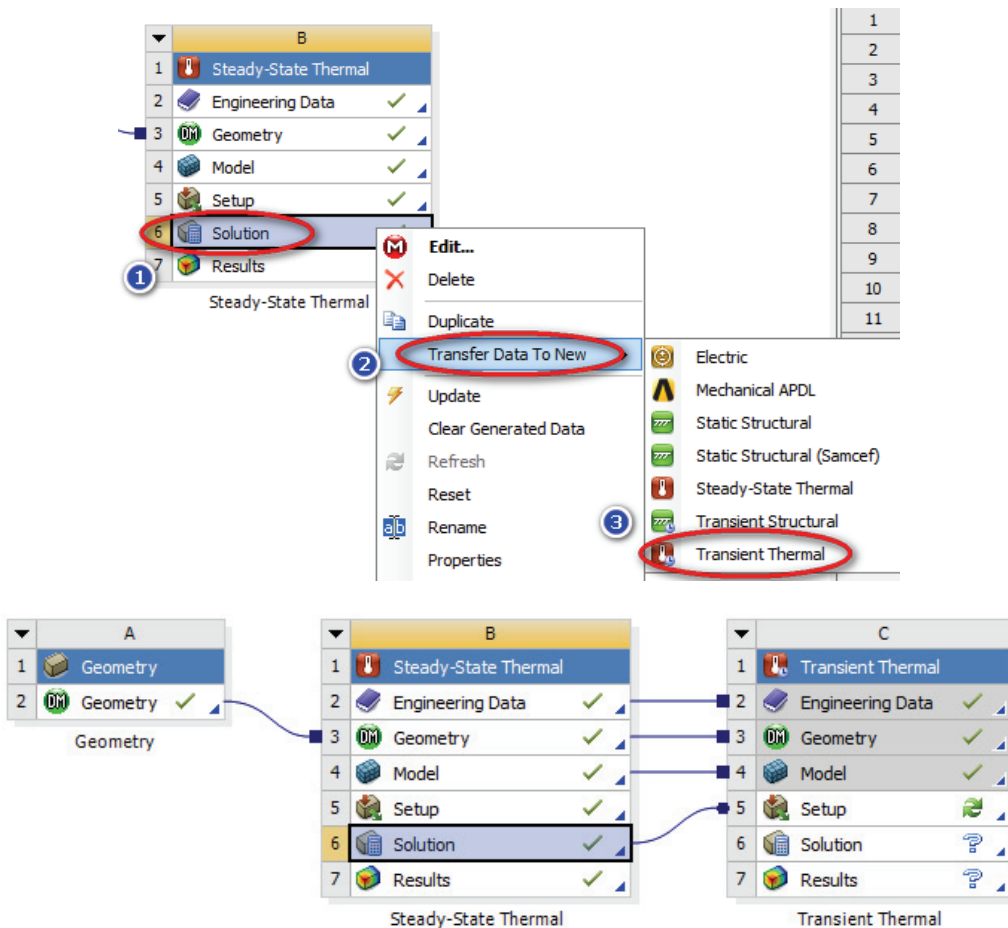 B
1 Steady-State Thermal
2 Engineering Data
3 DM Geometry
4 Model
5 Setup
6 Solution
7 Results
Steady-State Thermal
1
Edit...
Delete
Duplicate
2 Transfer Data To New
Update
Clear Generated Data
Refresh
Reset
ab Rename
Properties
Electric
Mechanical APDL
Static Structural
Static Structural (Samcef)
Steady-State Thermal
3 Transient Structural
Transient Thermal
1
2
3
4
5
6
7
8
9
10
11
A
1 Geometry
2 DM Geometry
Geometry
B
1 Steady-State Thermal
2 Engineering Data
3 DM Geometry
4 Model
5 Setup
6 Solution
7 Results
Steady-State Thermal
C
1 Transient Thermal
2 Engineering Data
3 DM Geometry
4 Model
5 Setup
6 Solution ?
7 Results ?
Transient Thermal